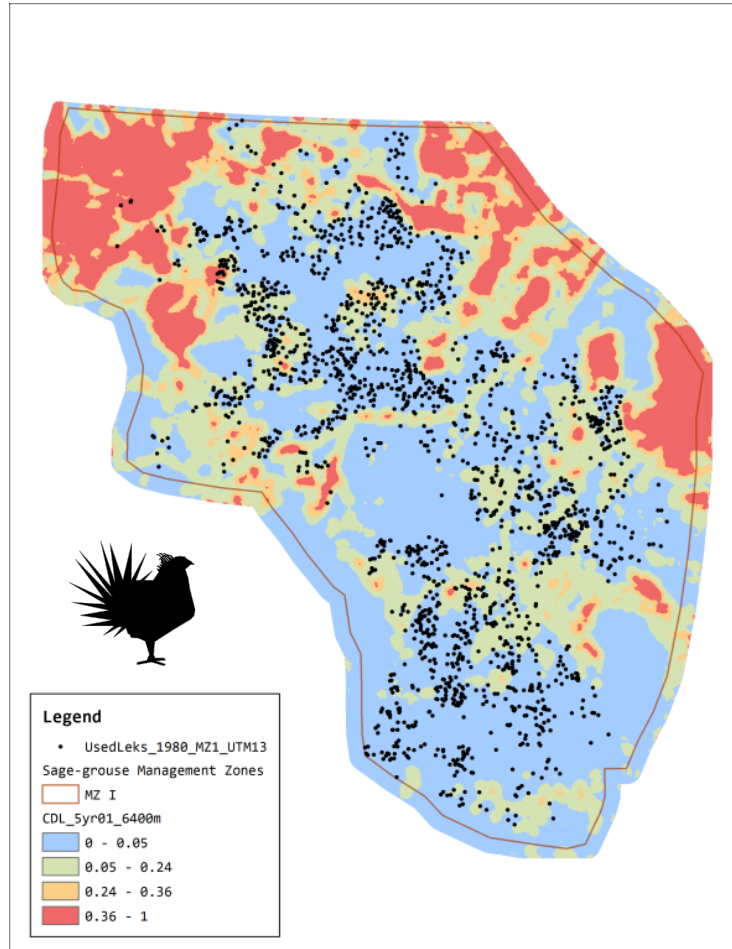 Legend
UsedLeks_1980_MZ1_UTM13
Sage-grouse Management Zones
MZ I
CDL_5yr01_6400m
0 - 0.05
0.05 - 0.24
0.24 - 0.36
0.36 - 1